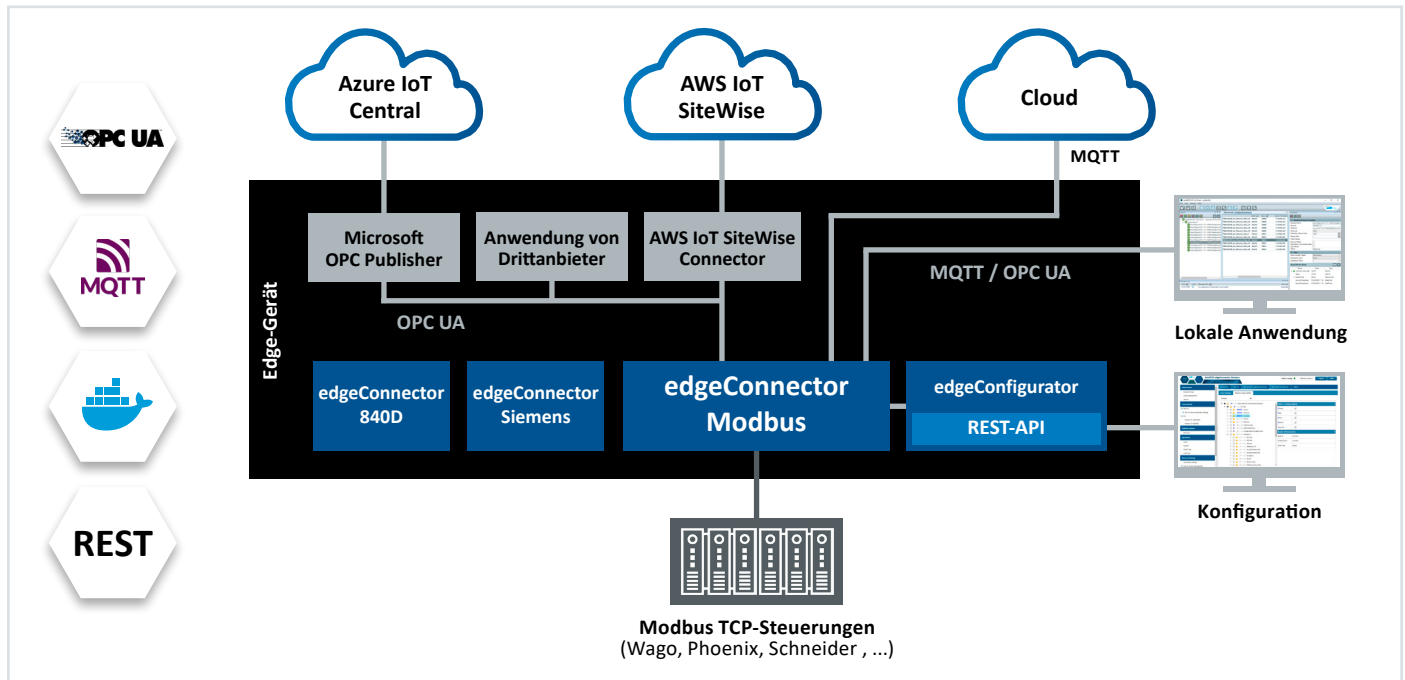 Azure IoT
Central
AWS IoT
SiteWise
Cloud
OPC UA
MQTT
MQTT
REST
Edge-Gerät
Microsoft
OPC Publisher
Anwendung von
Drittanbieter
AWS IoT SiteWise
Connector
OPC UA
MQTT / OPC UA
Lokale Anwendung
edgeConnector
840D
edgeConnector
Siemens
edgeConnector
Modbus
edgeConfigurator
REST-API
Konfiguration
Modbus TCP-Steuerungen
(Wago, Phoenix, Schneider , ...)